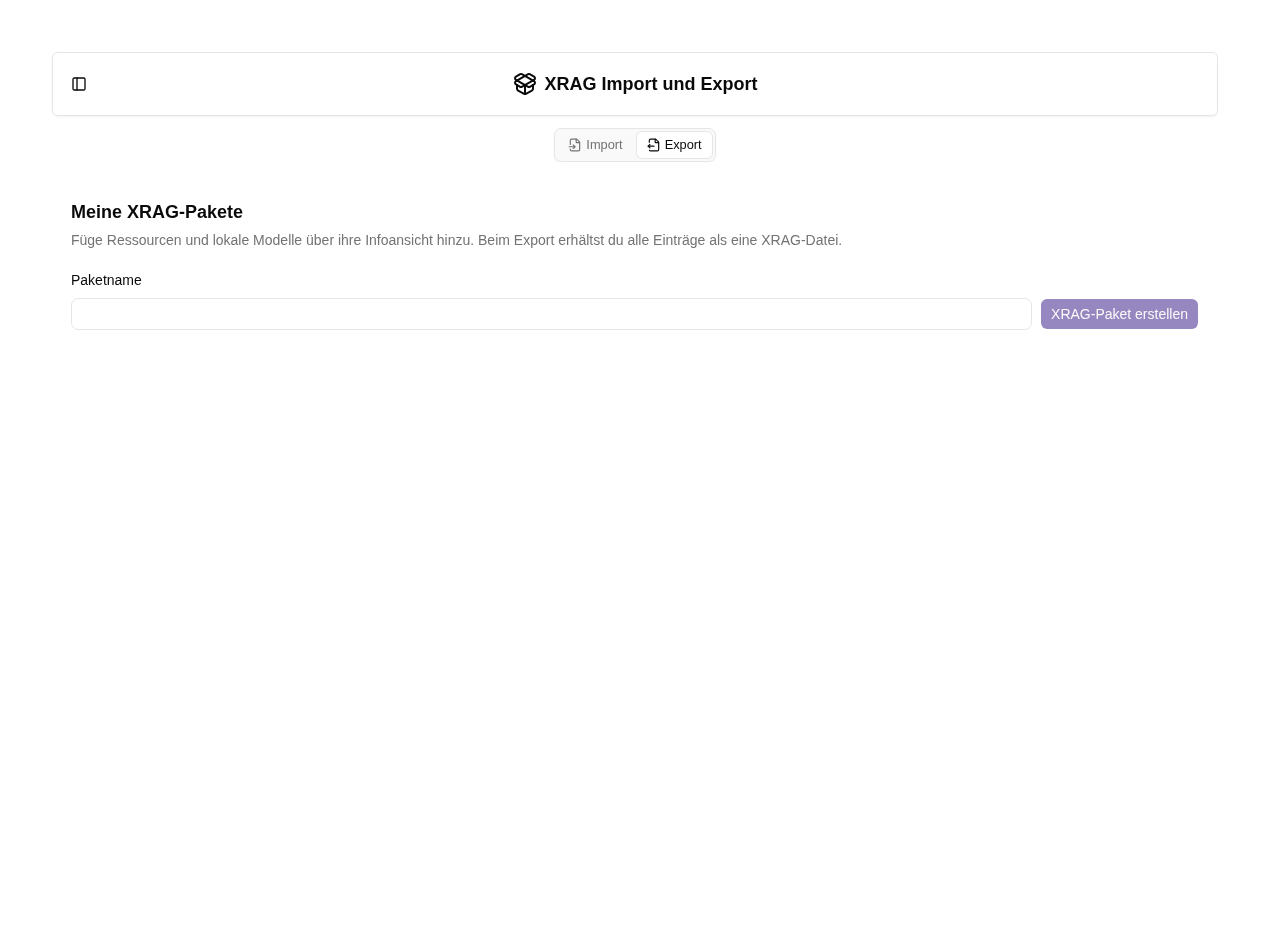 XRAG Import und Export
Import
Export
Meine XRAG-Pakete
Füge Ressourcen und lokale Modelle über ihre Infoansicht hinzu. Beim Export erhältst du alle Einträge als eine XRAG-Datei.
Paketname
XRAG-Paket erstellen